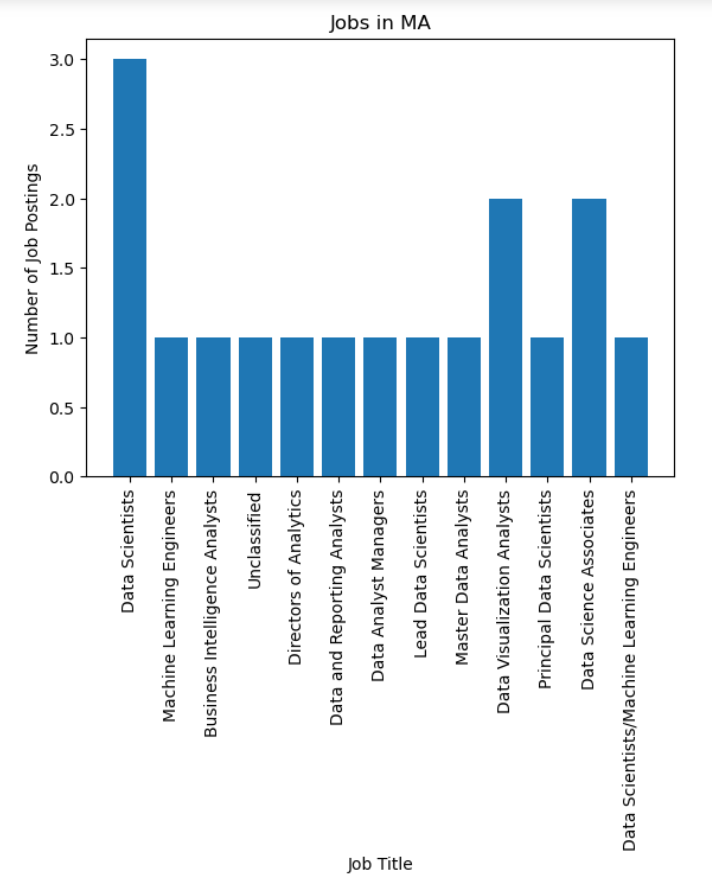 Jobs in MA
Number of Job Postings
3.0
2.5
2.0
1.5
1.0
0.5
0.0
Data Scientists
Machine Learning Engineers
Business Intelligence Analysts
Unclassified
Directors of Analytics
Data and Reporting Analysts
Data Analyst Managers
Lead Data Scientists
Master Data Analysts
Data Visualization Analysts
Principal Data Scientists
Data Science Associates
Data Scientists/Machine Learning Engineers
Job Title